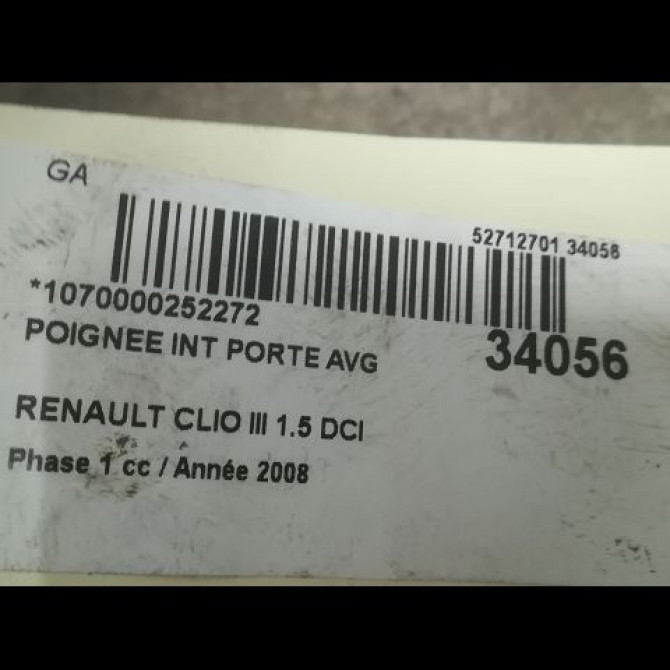 GA
52712701 34056
*1070000252272
34056
POIGNEE INT PORTE AVG
RENAULT CLIO III 1.5 DCI
Phase 1 cc / Année 2008